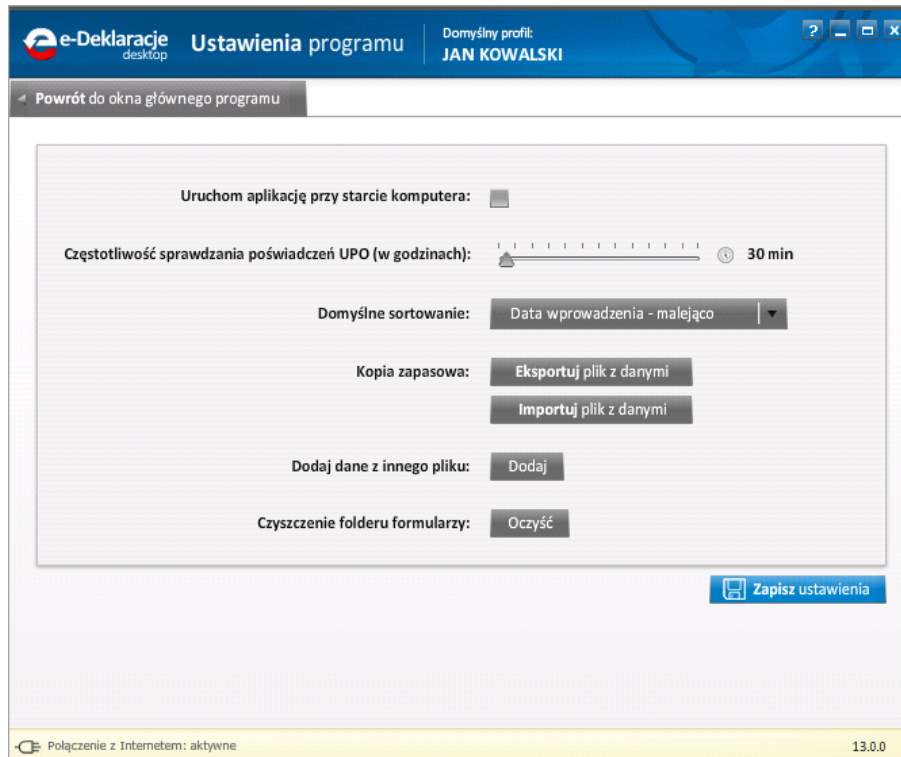 e-Deklaracje
desktop
Ustawienia programu
Domyślny profil:
JAN KOWALSKI
?
Powrót do okna głównego programu
Uruchom aplikację przy starcie komputera:
Częstotliwość sprawdzania poświadczeń UPO (w godzinach):
30 min
Domyślne sortowanie:
Data wprowadzenia - malejąco
Kopia zapasowa:
Eksportuj plik z danymi
Importuj plik z danymi
Dodaj dane z innego pliku:
Dodaj
Czyszczenie folderu formularzy:
Oczyść
Zapisz ustawienia
Połączenie z Internetem: aktywne
13.0.0